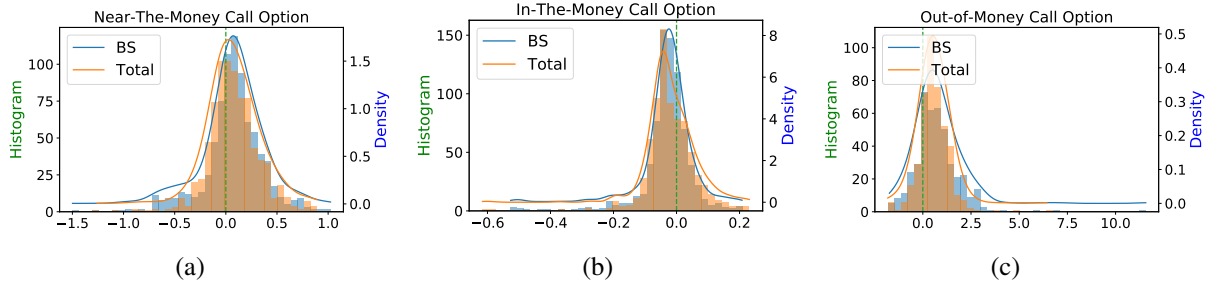 Near-The-Money Call Option
BS
Total
Histogram
Density
0
25
50
75
100
0.0
0.5
1.0
1.5
−1.5
−1.0
−0.5
0.0
0.5
1.0
(a)
In-The-Money Call Option
BS
Total
Histogram
Density
0
50
100
150
0
2
4
6
8
−0.6
−0.4
−0.2
0.0
0.2
(b)
Out-of-Money Call Option
BS
Total
Histogram
Density
0
20
40
60
80
100
0.0
0.1
0.2
0.3
0.4
0.5
0.0
2.5
5.0
7.5
10.0
(c)